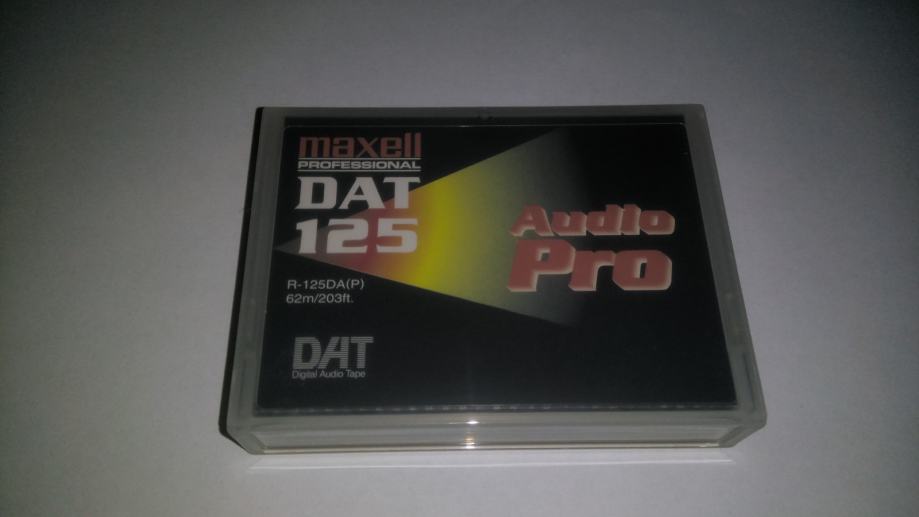 maxell
PROFESSIONAL
DAT
125
R-125DA(P)
62m/203ft.
Audio
Pro
DAT
Digital Audio Tape